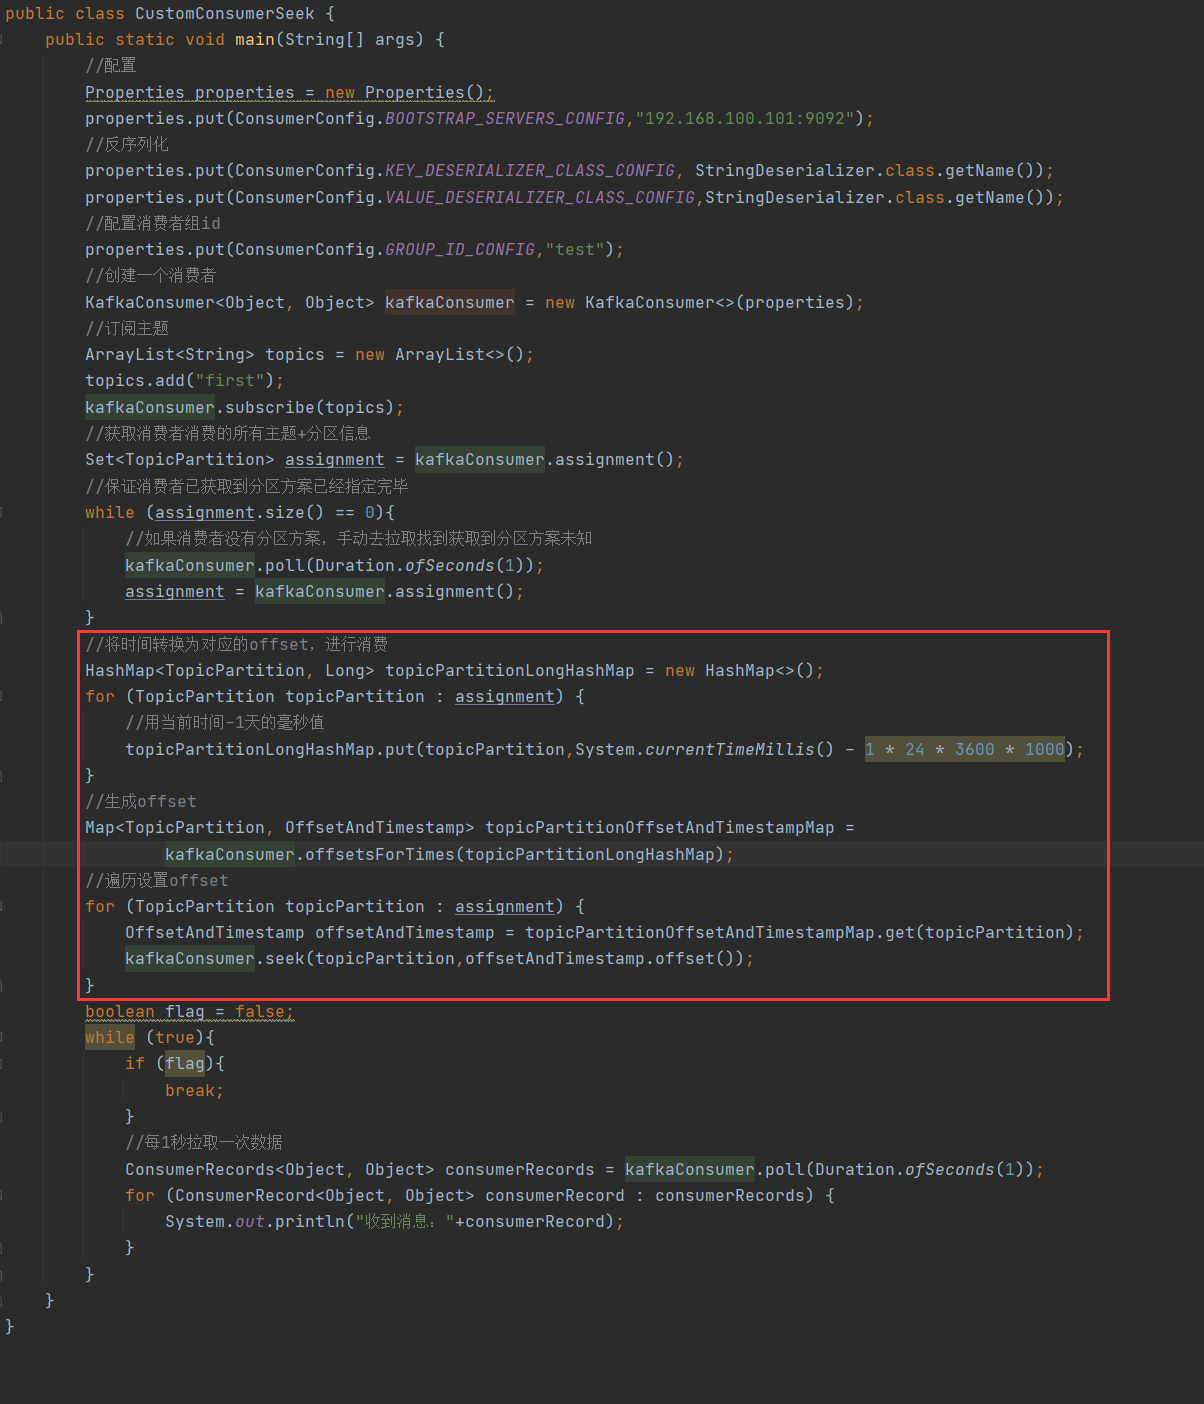 public class CustomConsumerSeek {
public static void main(String[] args) {
//配置
Properties properties = new Properties();
properties.put(ConsumerConfig.BOOTSTRAP_SERVERS_CONFIG,"192.168.100.101:9092");
//反序列化
properties.put(ConsumerConfig.KEY_DESERIALIZER_CLASS_CONFIG, StringDeserializer.class.getName());
properties.put(ConsumerConfig.VALUE_DESERIALIZER_CLASS_CONFIG,StringDeserializer.class.getName());
//配置消费者组id
properties.put(ConsumerConfig.GROUP_ID_CONFIG,"test");
//创建一个消费者
KafkaConsumer<Object, Object> kafkaConsumer = new KafkaConsumer<>(properties);
//订阅主题
ArrayList<String> topics = new ArrayList<>();
topics.add("first");
kafkaConsumer.subscribe(topics);
//获取消费者消费的所有主题+分区信息
Set<TopicPartition> assignment = kafkaConsumer.assignment();
//保证消费者已获取到分区方案已经指定完毕
while (assignment.size() == 0){
//如果消费者没有分区方案，手动去拉取找到获取到分区方案未知
kafkaConsumer.poll(Duration.ofSeconds(1));
assignment = kafkaConsumer.assignment();
}
//将时间转换为对应的offset，进行消费
HashMap<TopicPartition, Long> topicPartitionLongHashMap = new HashMap<>();
for (TopicPartition topicPartition : assignment) {
//用当前时间-1天的毫秒值
topicPartitionLongHashMap.put(topicPartition,System.currentTimeMillis() - 1 * 24 * 3600 * 1000);
}
//生成offset
Map<TopicPartition, OffsetAndTimestamp> topicPartitionOffsetAndTimestampMap =
kafkaConsumer.offsetsForTimes(topicPartitionLongHashMap);
//遍历设置offset
for (TopicPartition topicPartition : assignment) {
OffsetAndTimestamp offsetAndTimestamp = topicPartitionOffsetAndTimestampMap.get(topicPartition);
kafkaConsumer.seek(topicPartition,offsetAndTimestamp.offset());
}
boolean flag = false;
while (true){
if (flag){
break;
}
//每1秒拉取一次数据
ConsumerRecords<Object, Object> consumerRecords = kafkaConsumer.poll(Duration.ofSeconds(1));
for (ConsumerRecord<Object, Object> consumerRecord : consumerRecords) {
System.out.println("收到消息："+consumerRecord);
}
}
}
}